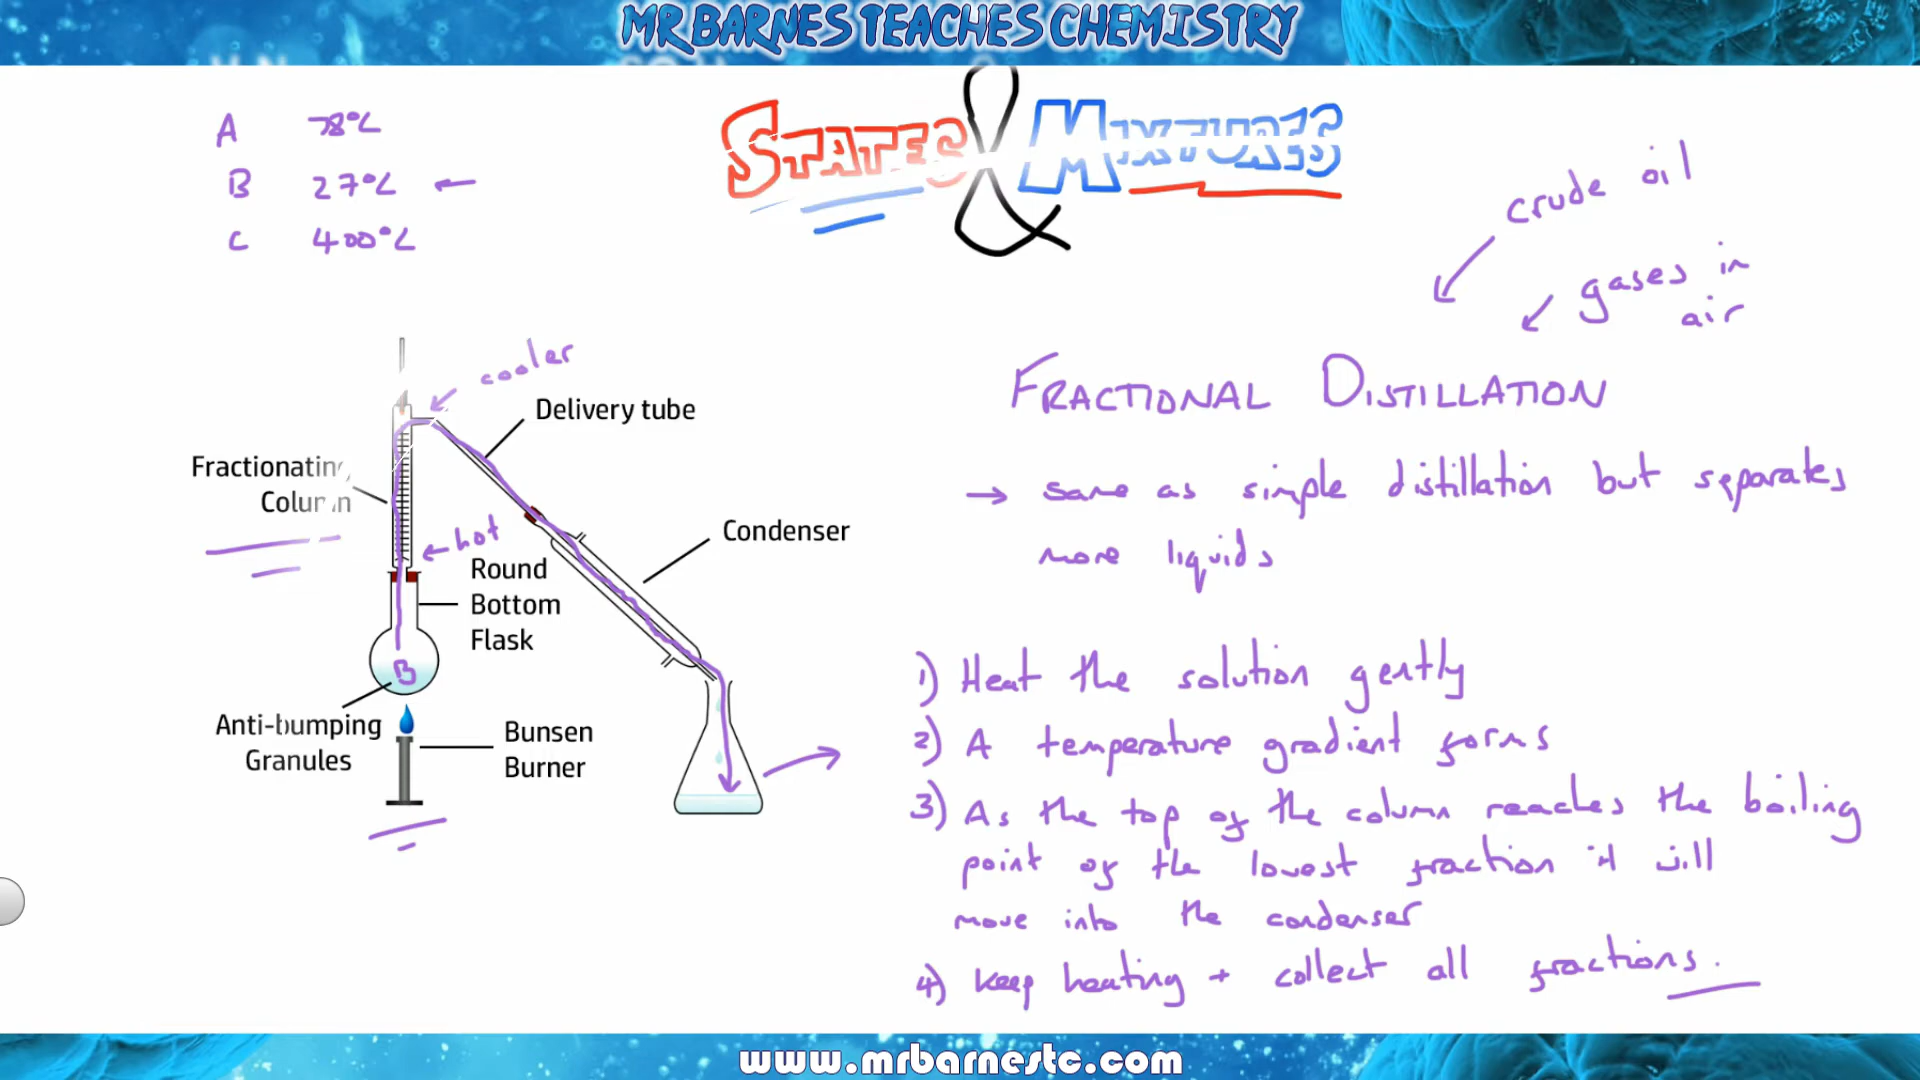 MR BARNES TEACHES CHEMISTRY
A 78°C
B 27°C
C 400°C
STATES & MIXTURES
crude oil
gases in
air
cooler
Delivery tube
Fractionating
Column
hot
Condenser
Round
Bottom
Flask
B
Anti-bumping
Granules
Bunsen
Burner
FRACTIONAL DISTILLATION
→ same as simple distillation but separates
more liquids
1) Heat the solution gently
2) A temperature gradient forms
3) As the top of the column reaches the boiling
point of the lowest fraction it will
move into the condenser
4) Keep heating + collect all fractions.
www.mrbarnestc.com